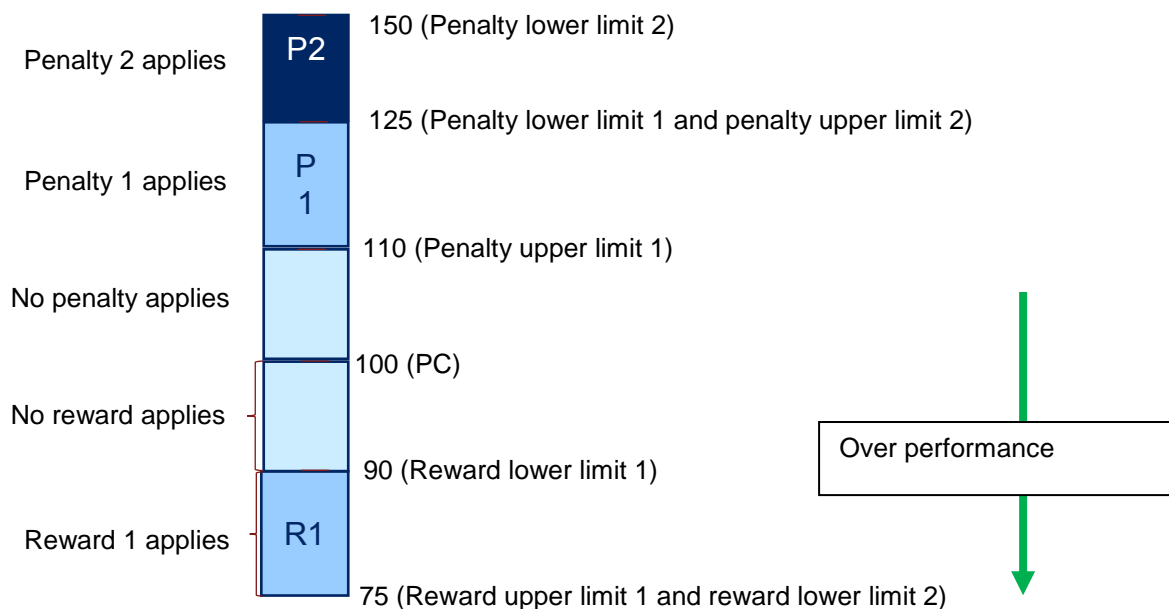 150 (Penalty lower limit 2)
P2
Penalty 2 applies
125 (Penalty lower limit 1 and penalty upper limit 2)
P
1
Penalty 1 applies
110 (Penalty upper limit 1)
No penalty applies
100 (PC)
No reward applies
Over performance
90 (Reward lower limit 1)
R1
Reward 1 applies
75 (Reward upper limit 1 and reward lower limit 2)